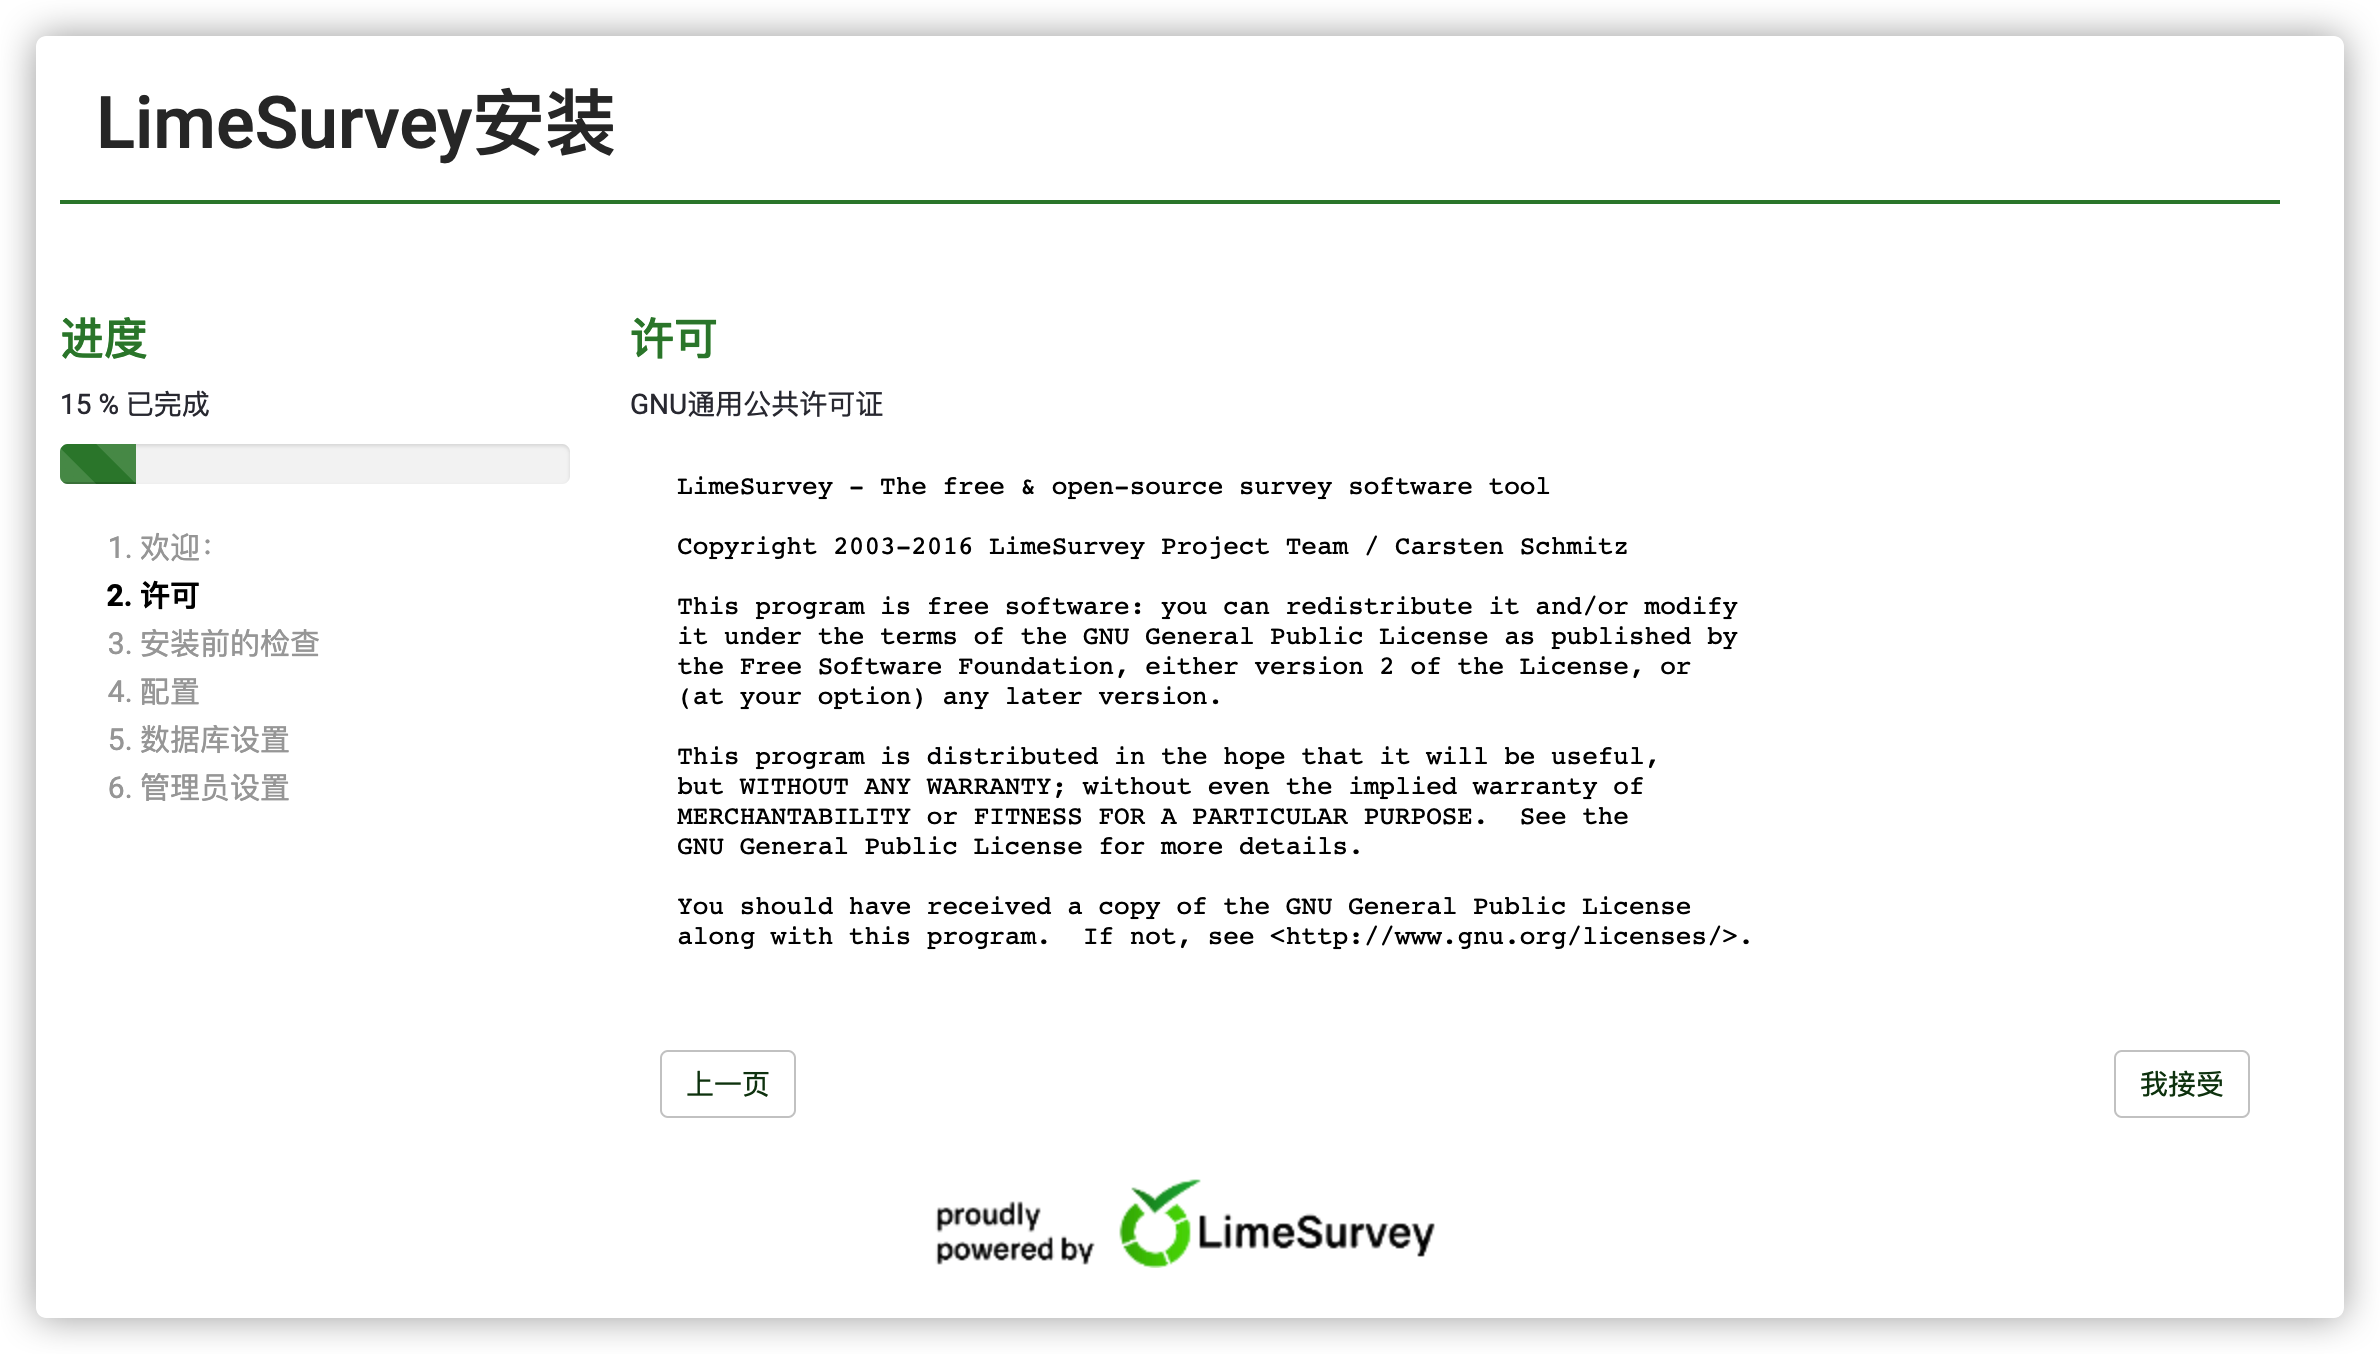 LimeSurvey安装
进度
15 % 已完成
1. 欢迎：
2. 许可
3. 安装前的检查
4. 配置
5. 数据库设置
6. 管理员设置
许可
GNU通用公共许可证
LimeSurvey - The free & open-source survey software tool
Copyright 2003-2016 LimeSurvey Project Team / Carsten Schmitz
This program is free software: you can redistribute it and/or modify
it under the terms of the GNU General Public License as published by
the Free Software Foundation, either version 2 of the License, or
(at your option) any later version.
This program is distributed in the hope that it will be useful,
but WITHOUT ANY WARRANTY; without even the implied warranty of
MERCHANTABILITY or FITNESS FOR A PARTICULAR PURPOSE.  See the
GNU General Public License for more details.
You should have received a copy of the GNU General Public License
along with this program.  If not, see <http://www.gnu.org/licenses/>.
上一页
我接受
proudly
powered by
LimeSurvey